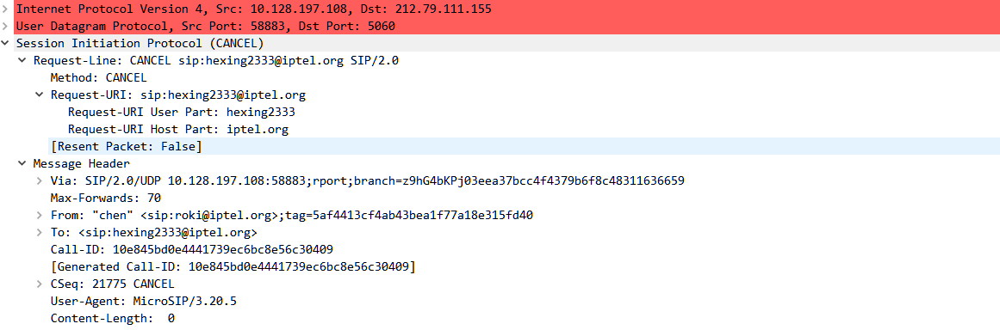 Internet Protocol Version 4, Src: 10.128.197.108, Dst: 212.79.111.155
User Datagram Protocol, Src Port: 58883, Dst Port: 5060
Session Initiation Protocol (CANCEL)
Request-Line: CANCEL sip:hexing2333@iptel.org SIP/2.0
Method: CANCEL
Request-URI: sip:hexing2333@iptel.org
Request-URI User Part: hexing2333
Request-URI Host Part: iptel.org
[Resent Packet: False]
Message Header
Via: SIP/2.0/UDP 10.128.197.108:58883;rport;branch=z9hG4bKPj03eea37bcc4f4379b6f8c48311636659
Max-Forwards: 70
From: "chen" <sip:roki@iptel.org>;tag=5af4413cf4ab43bea1f77a18e315fd40
To: <sip:hexing2333@iptel.org>
Call-ID: 10e845bd0e4441739ec6bc8e56c30409
[Generated Call-ID: 10e845bd0e4441739ec6bc8e56c30409]
CSeq: 21775 CANCEL
User-Agent: MicroSIP/3.20.5
Content-Length:  0